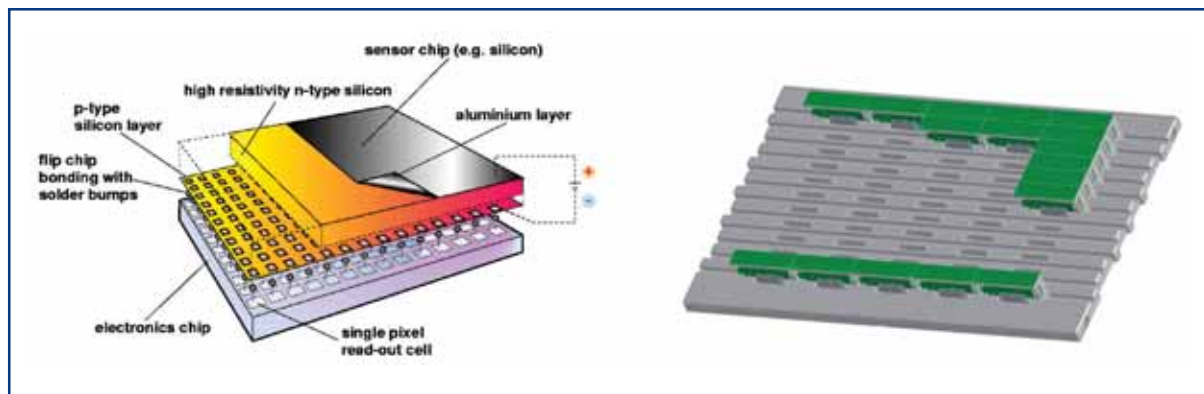 sensor chip (e.g. silicon)
high resistivity n-type silicon
aluminium layer
p-type
silicon layer
flip chip
bonding with
solder bumps
+
-
electronics chip
single pixel
read-out cell